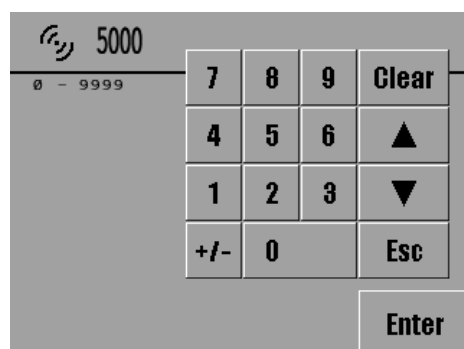 5000
Ø - 9999
7 8 9 Clear
4 5 6 ▲
1 2 3 ▼
+/- 0 Esc
Enter